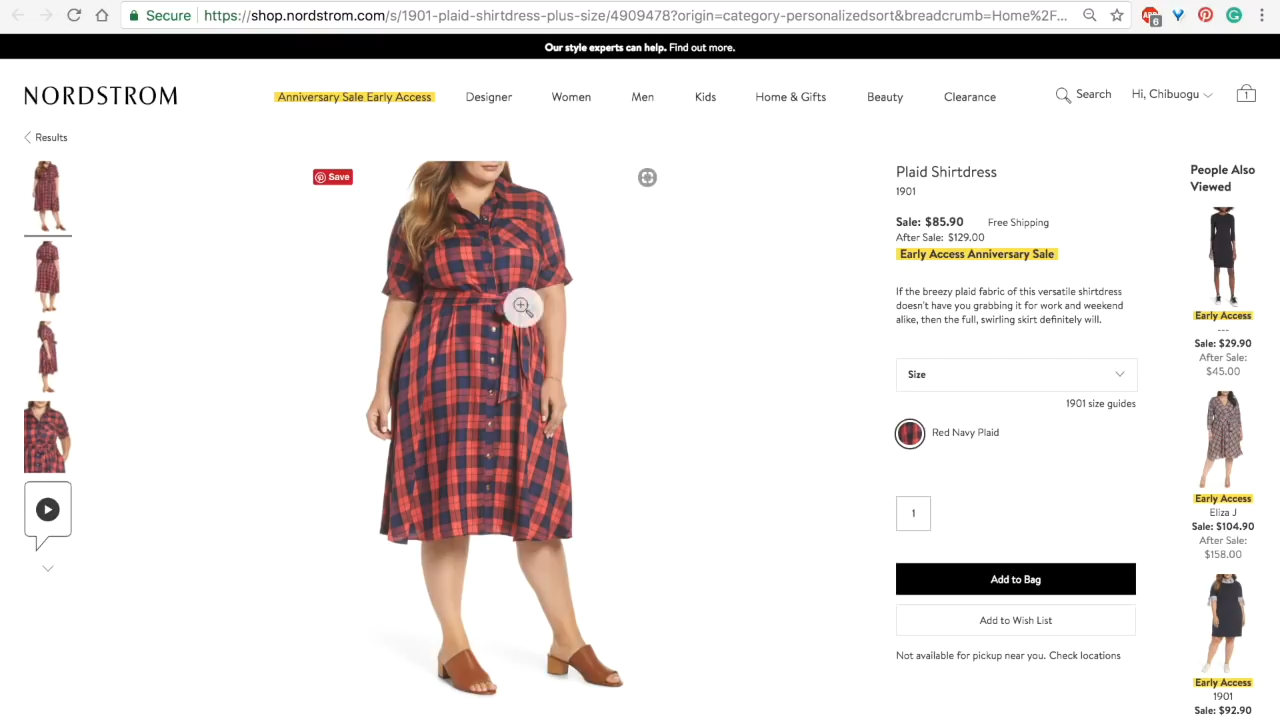 Secure
https://shop.nordstrom.com/s/1901-plaid-shirtdress-plus-size/4909478?origin=category-personalizedsort&breadcrumb=Home%2F...
ABP
6
Our style experts can help. Find out more.
NORDSTROM
Anniversary Sale Early Access
Designer
Women
Men
Kids
Home & Gifts
Beauty
Clearance
Search
Hi, Chibuogu
1
Results
Save
Plaid Shirtdress
1901
Sale: $85.90 Free Shipping
After Sale: $129.00
Early Access Anniversary Sale
If the breezy plaid fabric of this versatile shirtdress
doesn't have you grabbing it for work and weekend
alike, then the full, swirling skirt definitely will.
Size
1901 size guides
Red Navy Plaid
1
Add to Bag
Add to Wish List
Not available for pickup near you. Check locations
People Also
Viewed
Early Access
---
Sale: $29.90
After Sale:
$45.00
Early Access
Eliza J
Sale: $104.90
After Sale:
$158.00
Early Access
1901
Sale: $92.90